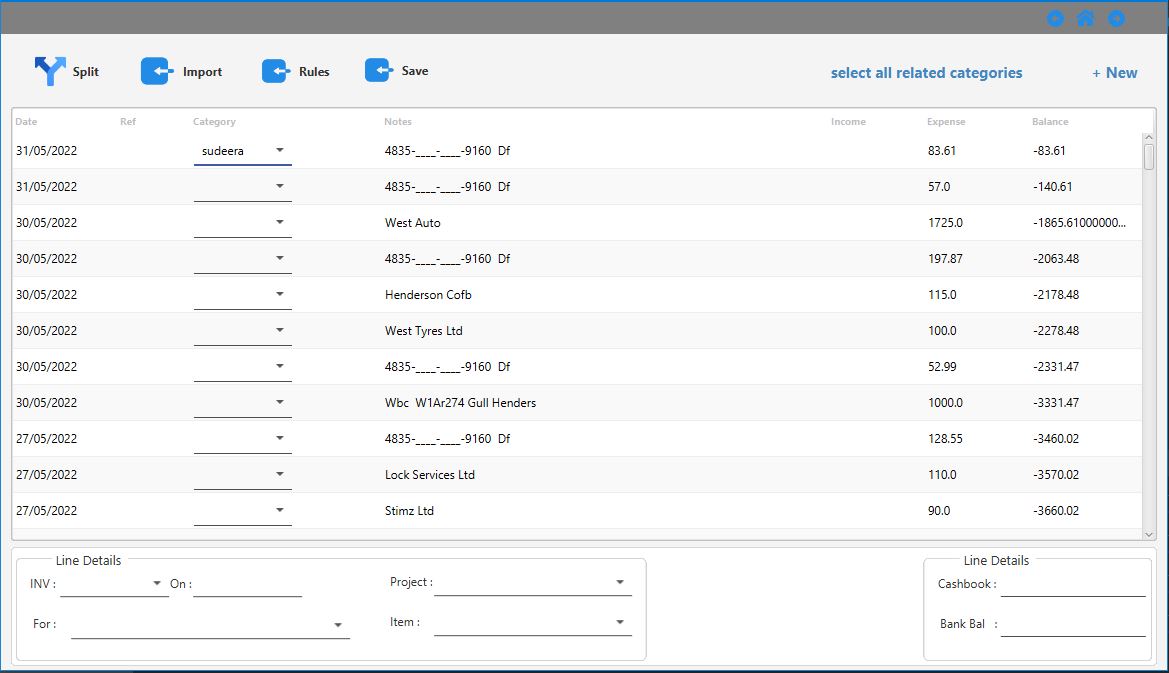 Split Import Rules Save select all related categories + New
Date Ref Category Notes Income Expense Balance
31/05/2022 sudeera 4835-____-____-9160 Df 83.61 -83.61
31/05/2022 4835-____-____-9160 Df 57.0 -140.61
30/05/2022 West Auto 1725.0 -1865.61000000...
30/05/2022 4835-____-____-9160 Df 197.87 -2063.48
30/05/2022 Henderson Cofb 115.0 -2178.48
30/05/2022 West Tyres Ltd 100.0 -2278.48
30/05/2022 4835-____-____-9160 Df 52.99 -2331.47
30/05/2022 Wbc W1Ar274 Gull Henders 1000.0 -3331.47
27/05/2022 4835-____-____-9160 Df 128.55 -3460.02
27/05/2022 Lock Services Ltd 110.0 -3570.02
27/05/2022 Stimz Ltd 90.0 -3660.02
Line Details Line Details
INV : On : Project : Cashbook :
For : Item : Bank Bal :